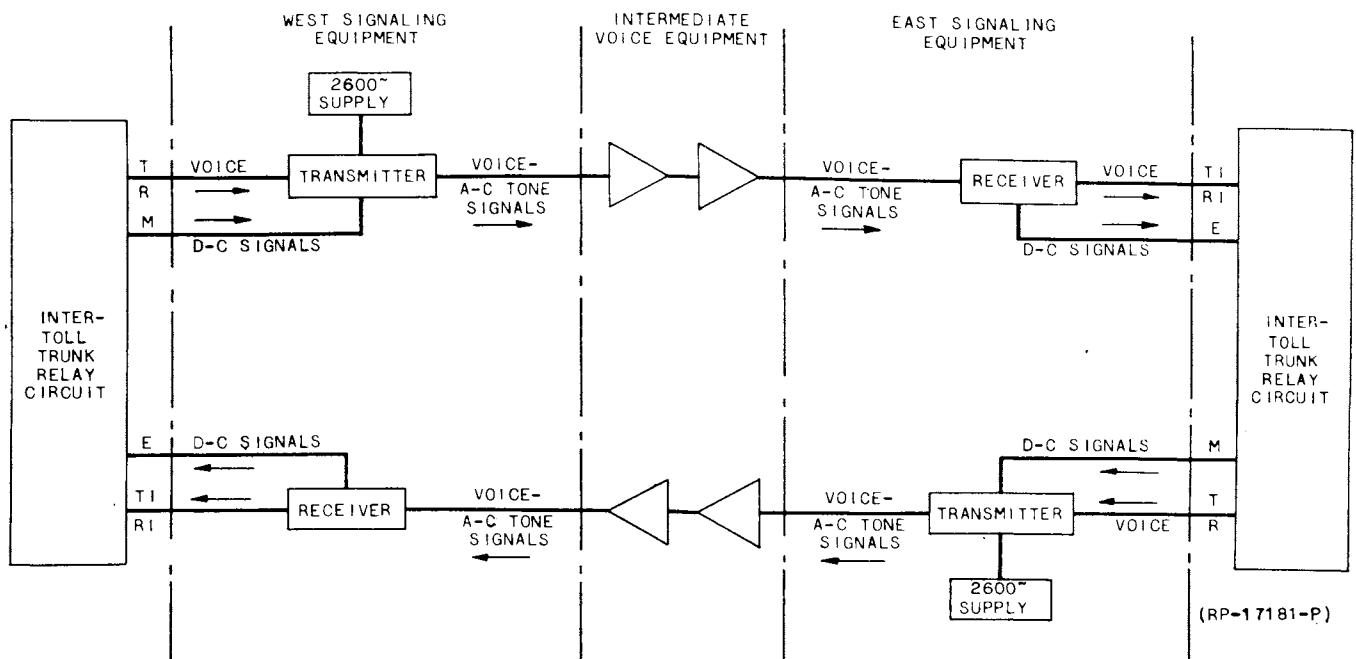 WEST SIGNALING
EQUIPMENT
INTERMEDIATE
VOICE EQUIPMENT
EAST SIGNALING
EQUIPMENT
2600~
SUPPLY
T
R
M
VOICE
D-C SIGNALS
TRANSMITTER
VOICE-
A-C TONE
SIGNALS
VOICE-
A-C TONE
SIGNALS
RECEIVER
VOICE
D-C SIGNALS
T1
R1
E
INTER-
TOLL
TRUNK
RELAY
CIRCUIT
INTER-
TOLL
TRUNK
RELAY
CIRCUIT
E
T1
R1
D-C SIGNALS
RECEIVER
VOICE-
A-C TONE
SIGNALS
VOICE-
A-C TONE
SIGNALS
TRANSMITTER
D-C SIGNALS
VOICE
M
T
R
2600~
SUPPLY
(RP-17181-P)